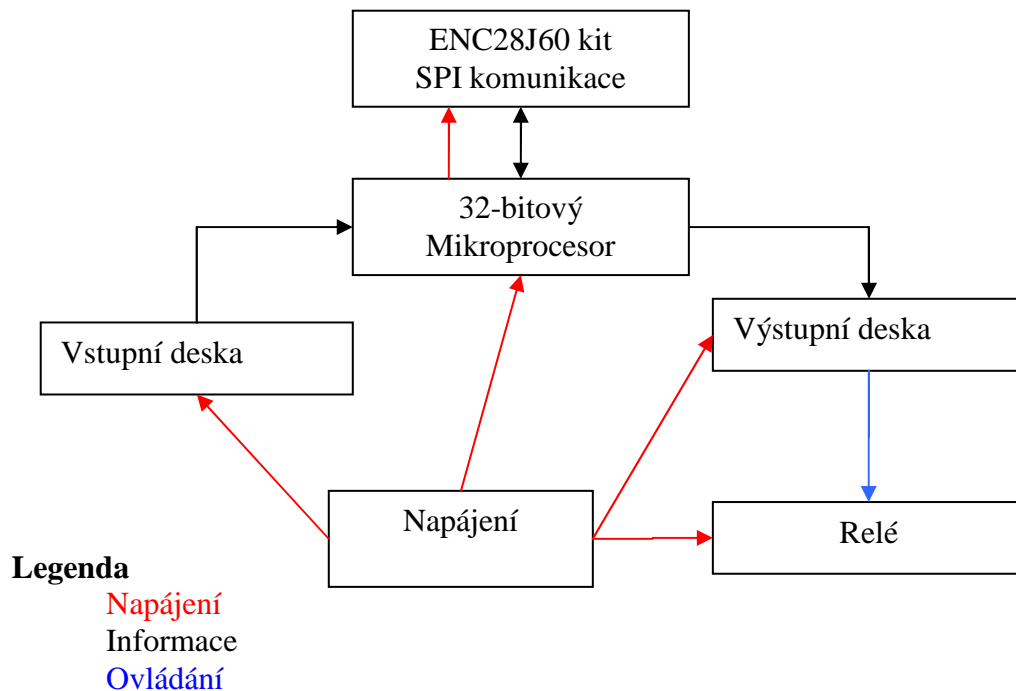 ENC28J60 kit
SPI komunikace
32-bitový
Mikroprocesor
Vstupní deska
Výstupní deska
Napájení
Relé
Legenda
Napájení
Informace
Ovládání